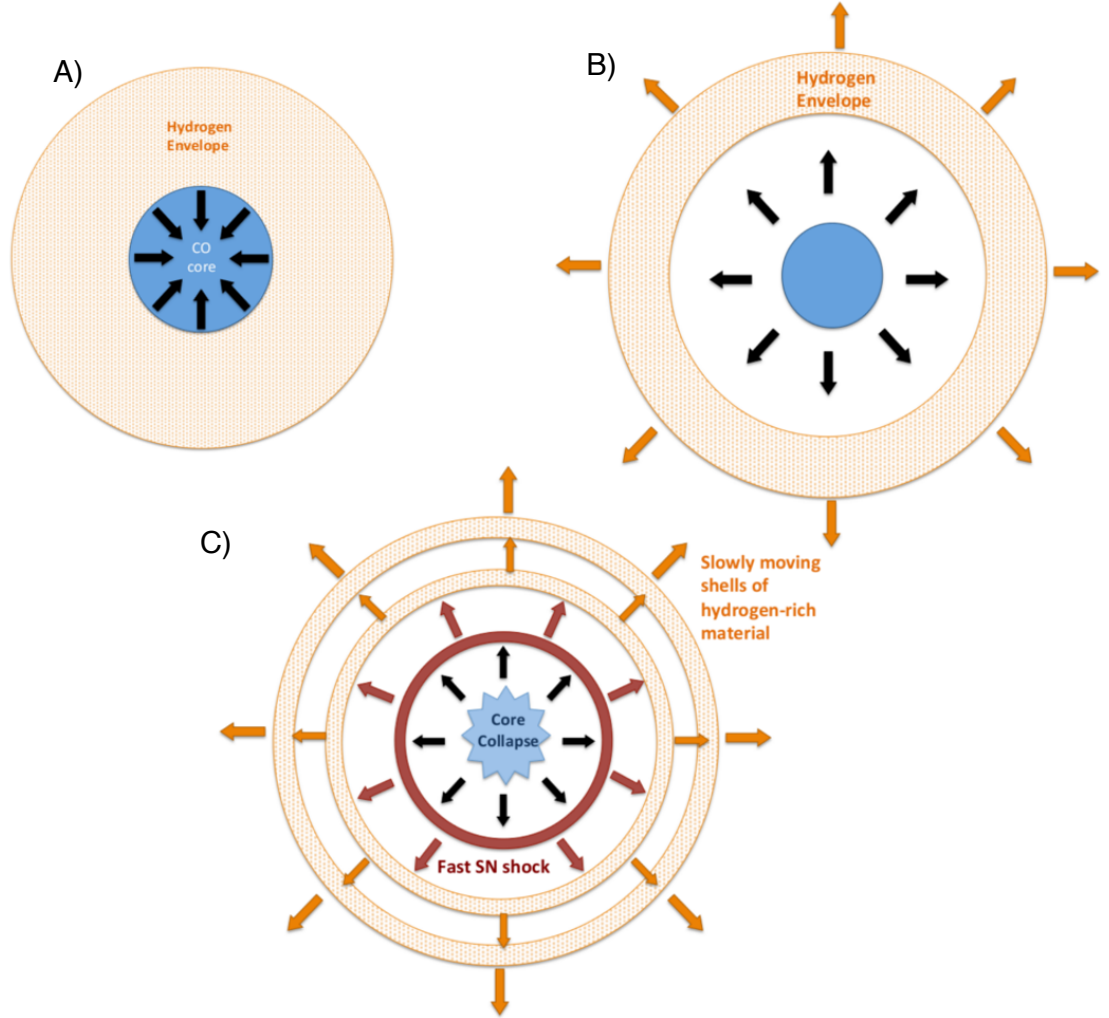 A)
Hydrogen
Envelope
CO
core
B)
Hydrogen
Envelope
C)
Slowly moving
shells of
hydrogen-rich
material
Core
Collapse
Fast SN shock